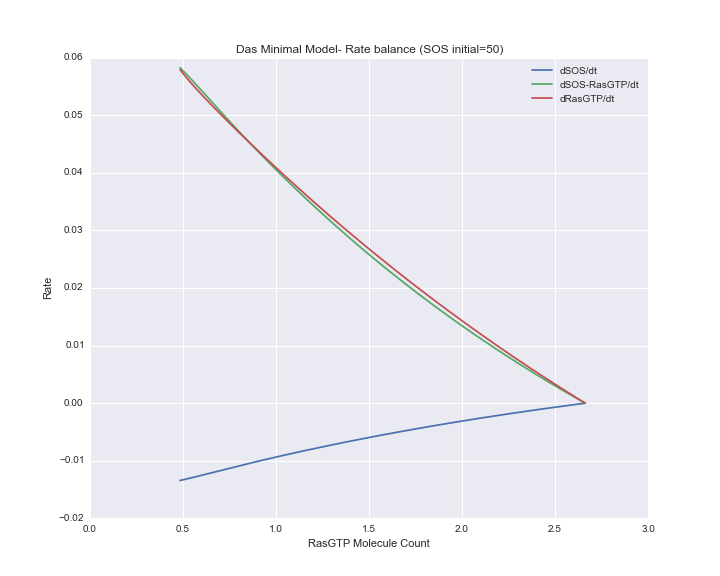 Das Minimal Model- Rate balance (SOS initial=50)
dSOS/dt
dSOS-RasGTP/dt
dRasGTP/dt
0.06
0.05
0.04
0.03
0.02
0.01
0.00
−0.01
−0.02
Rate
0.0 0.5 1.0 1.5 2.0 2.5 3.0
RasGTP Molecule Count